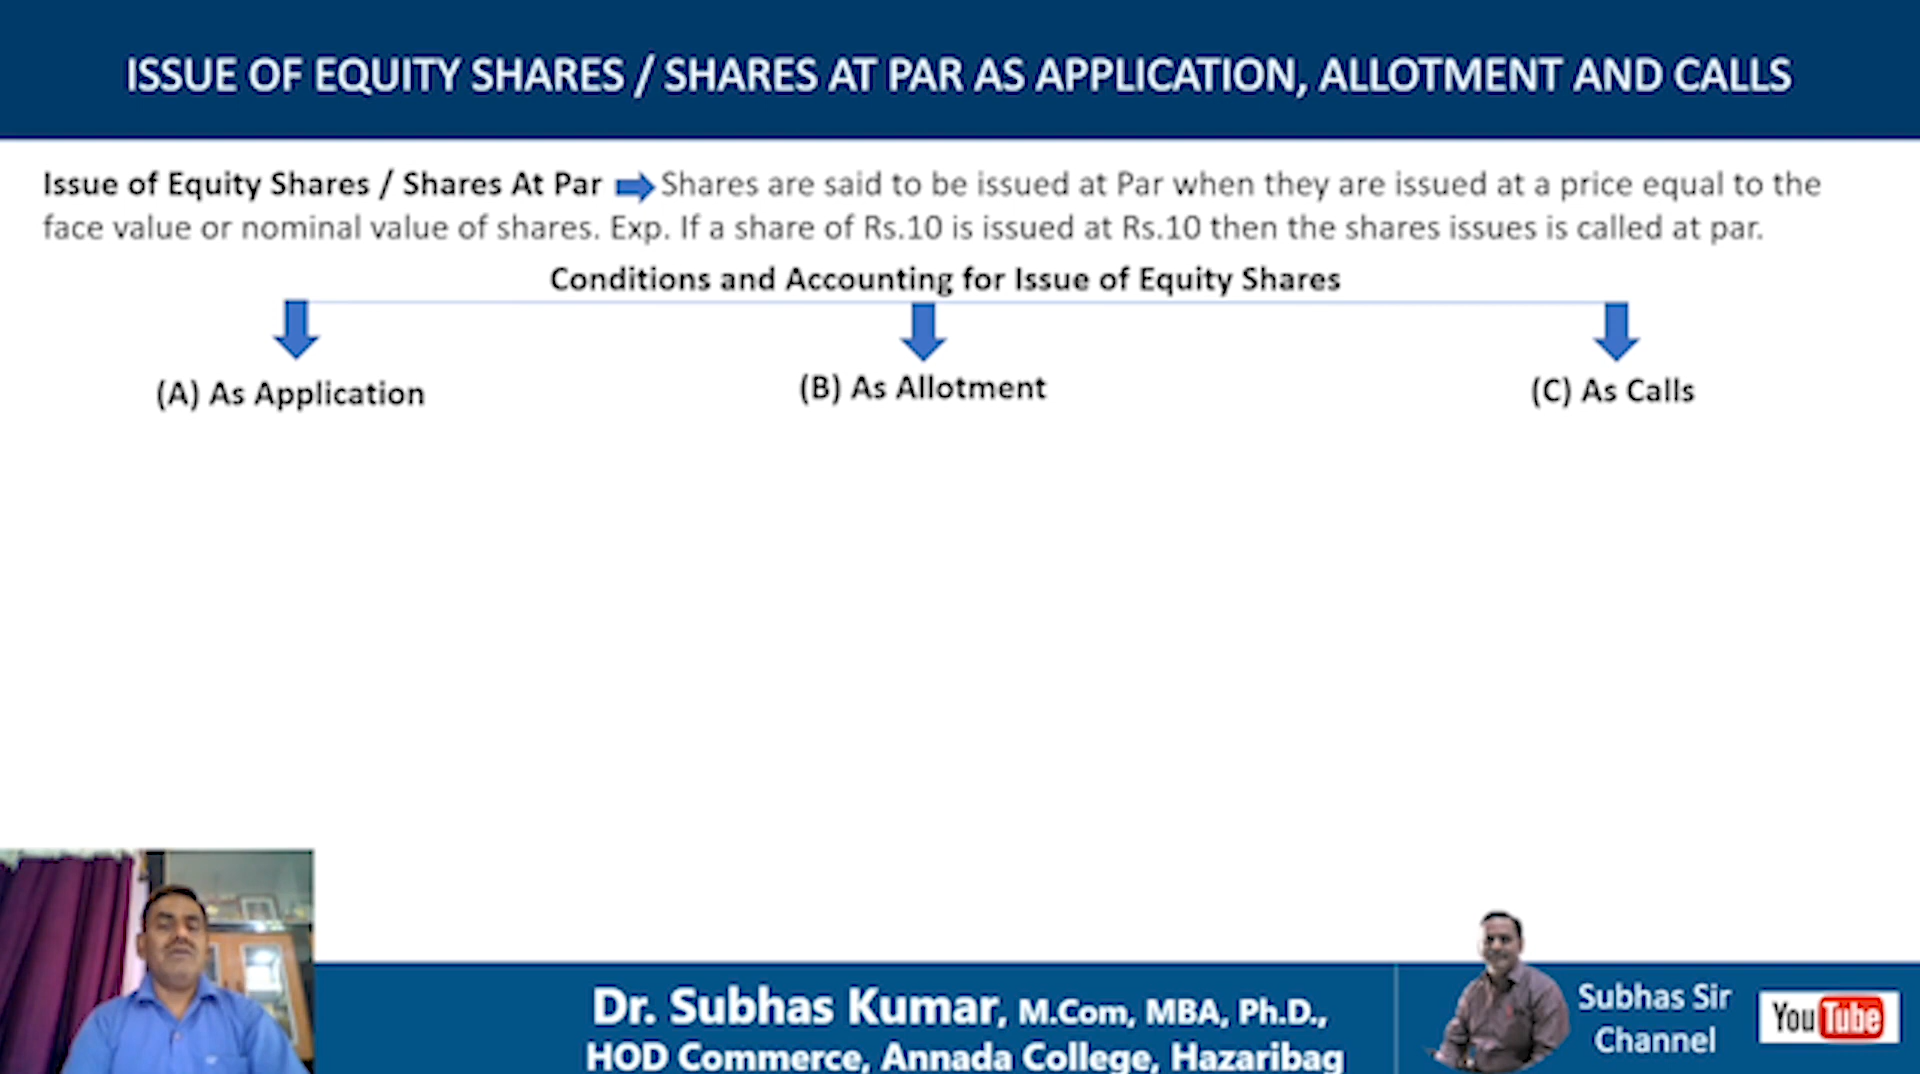 ISSUE OF EQUITY SHARES / SHARES AT PAR AS APPLICATION, ALLOTMENT AND CALLS
Issue of Equity Shares / Shares At Par Shares are said to be issued at Par when they are issued at a price equal to the
face value or nominal value of shares. Exp. If a share of Rs.10 is issued at Rs.10 then the shares issues is called at par.
Conditions and Accounting for Issue of Equity Shares
(A) As Application
(B) As Allotment
(C) As Calls
Dr. Subhas Kumar, M.Com, MBA, Ph.D.,
HOD Commerce, Annada College, Hazaribag
Subhas Sir
Channel
YouTube